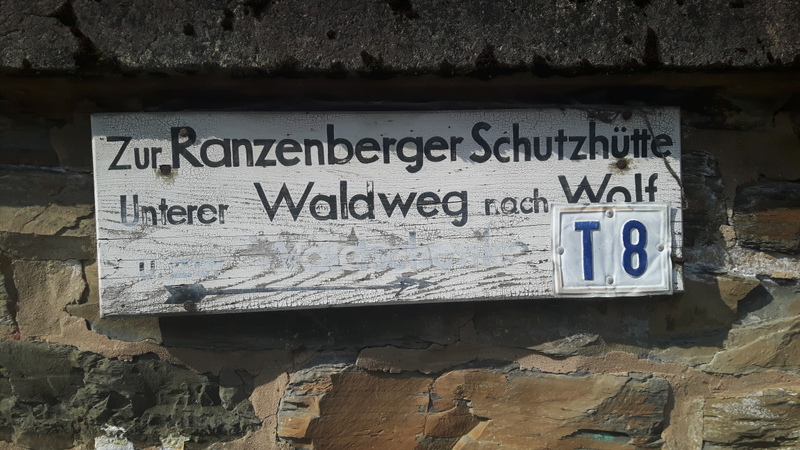 Zur Ranzenberger Schutzhütte
Unterer Waldweg nach Wolf
T 8